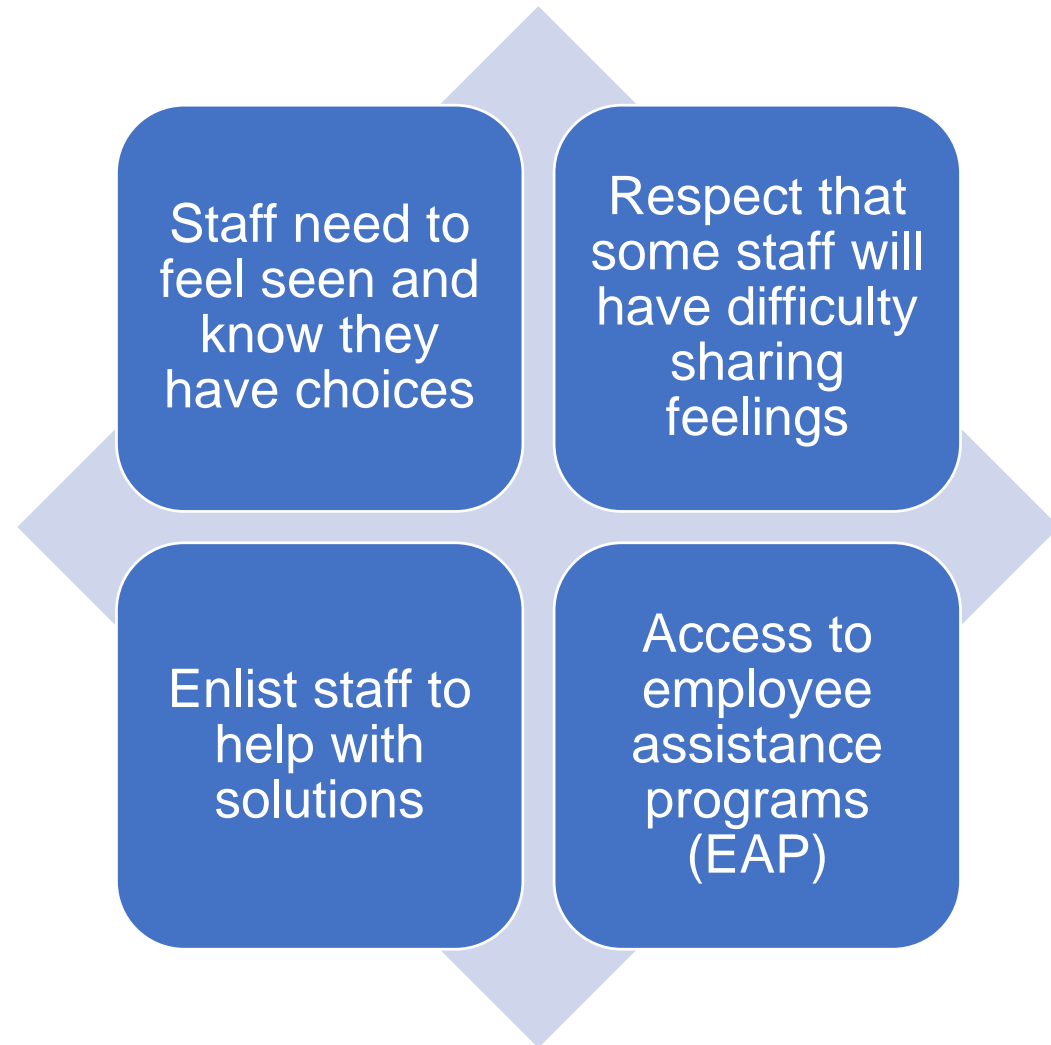 Staff need to
feel seen and
know they
have choices
Respect that
some staff will
have difficulty
sharing
feelings
Enlist staff to
help with
solutions
Access to
employee
assistance
programs
(EAP)